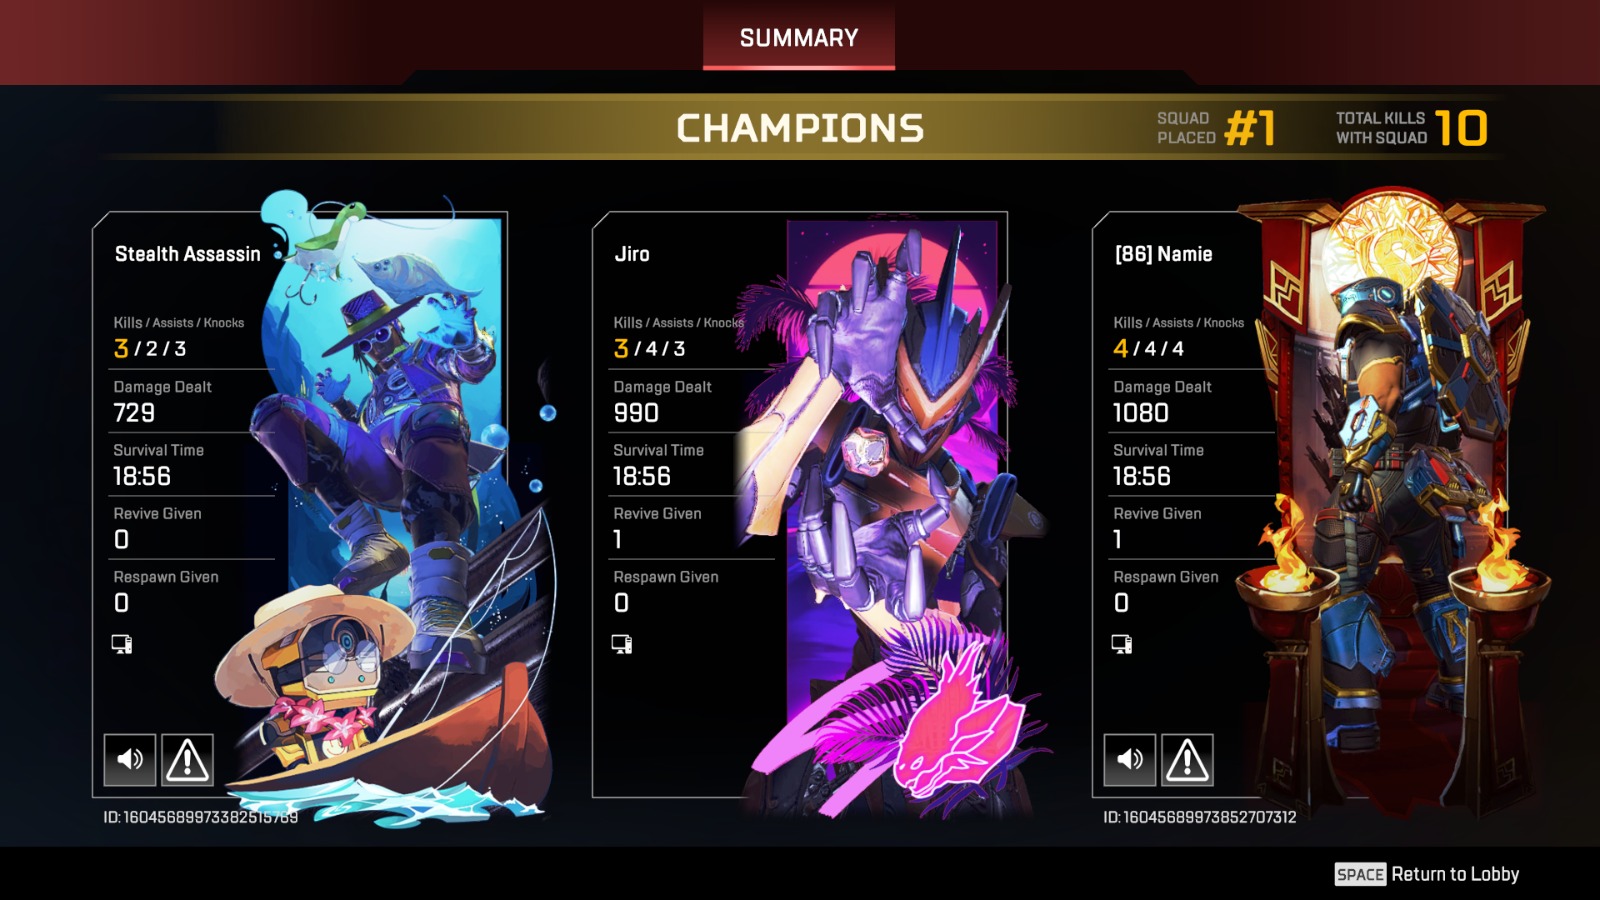 SUMMARY
CHAMPIONS
SQUAD PLACED #1
TOTAL KILLS WITH SQUAD 10
Stealth Assassin
Kills / Assists / Knocks
3 / 2 / 3
Damage Dealt
729
Survival Time
18:56
Revive Given
0
Respawn Given
0
ID: 16045689973382515769
Jiro
Kills / Assists / Knocks
3 / 4 / 3
Damage Dealt
990
Survival Time
18:56
Revive Given
1
Respawn Given
0
[86] Namie
Kills / Assists / Knocks
4 / 4 / 4
Damage Dealt
1080
Survival Time
18:56
Revive Given
1
Respawn Given
0
ID: 16045689973852707312
SPACE Return to Lobby